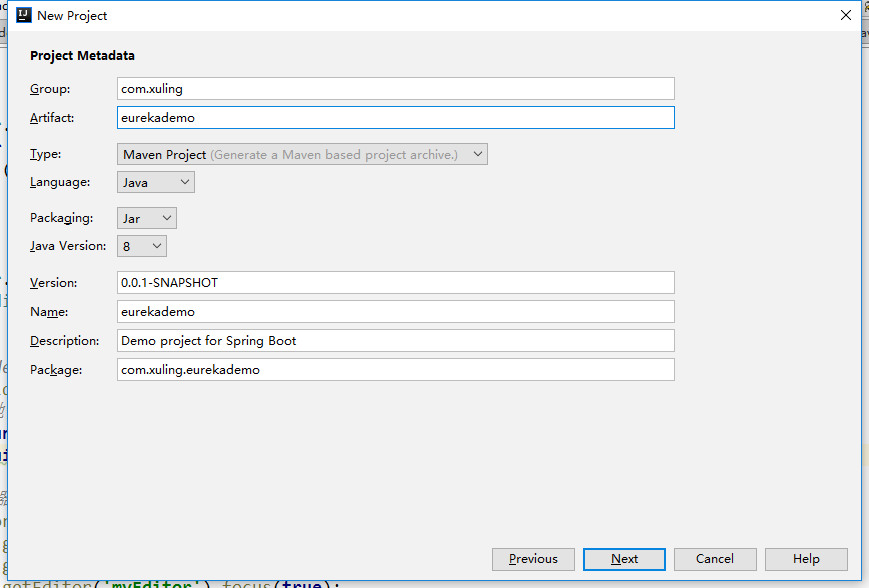 New Project
Project Metadata
Group: com.xuling
Artifact: eurekademo
Type: Maven Project (Generate a Maven based project archive.)
Language: Java
Packaging: Jar
Java Version: 8
Version: 0.0.1-SNAPSHOT
Name: eurekademo
Description: Demo project for Spring Boot
Package: com.xuling.eurekademo
Previous Next Cancel Help
getEditor('myEditor').focus(true);